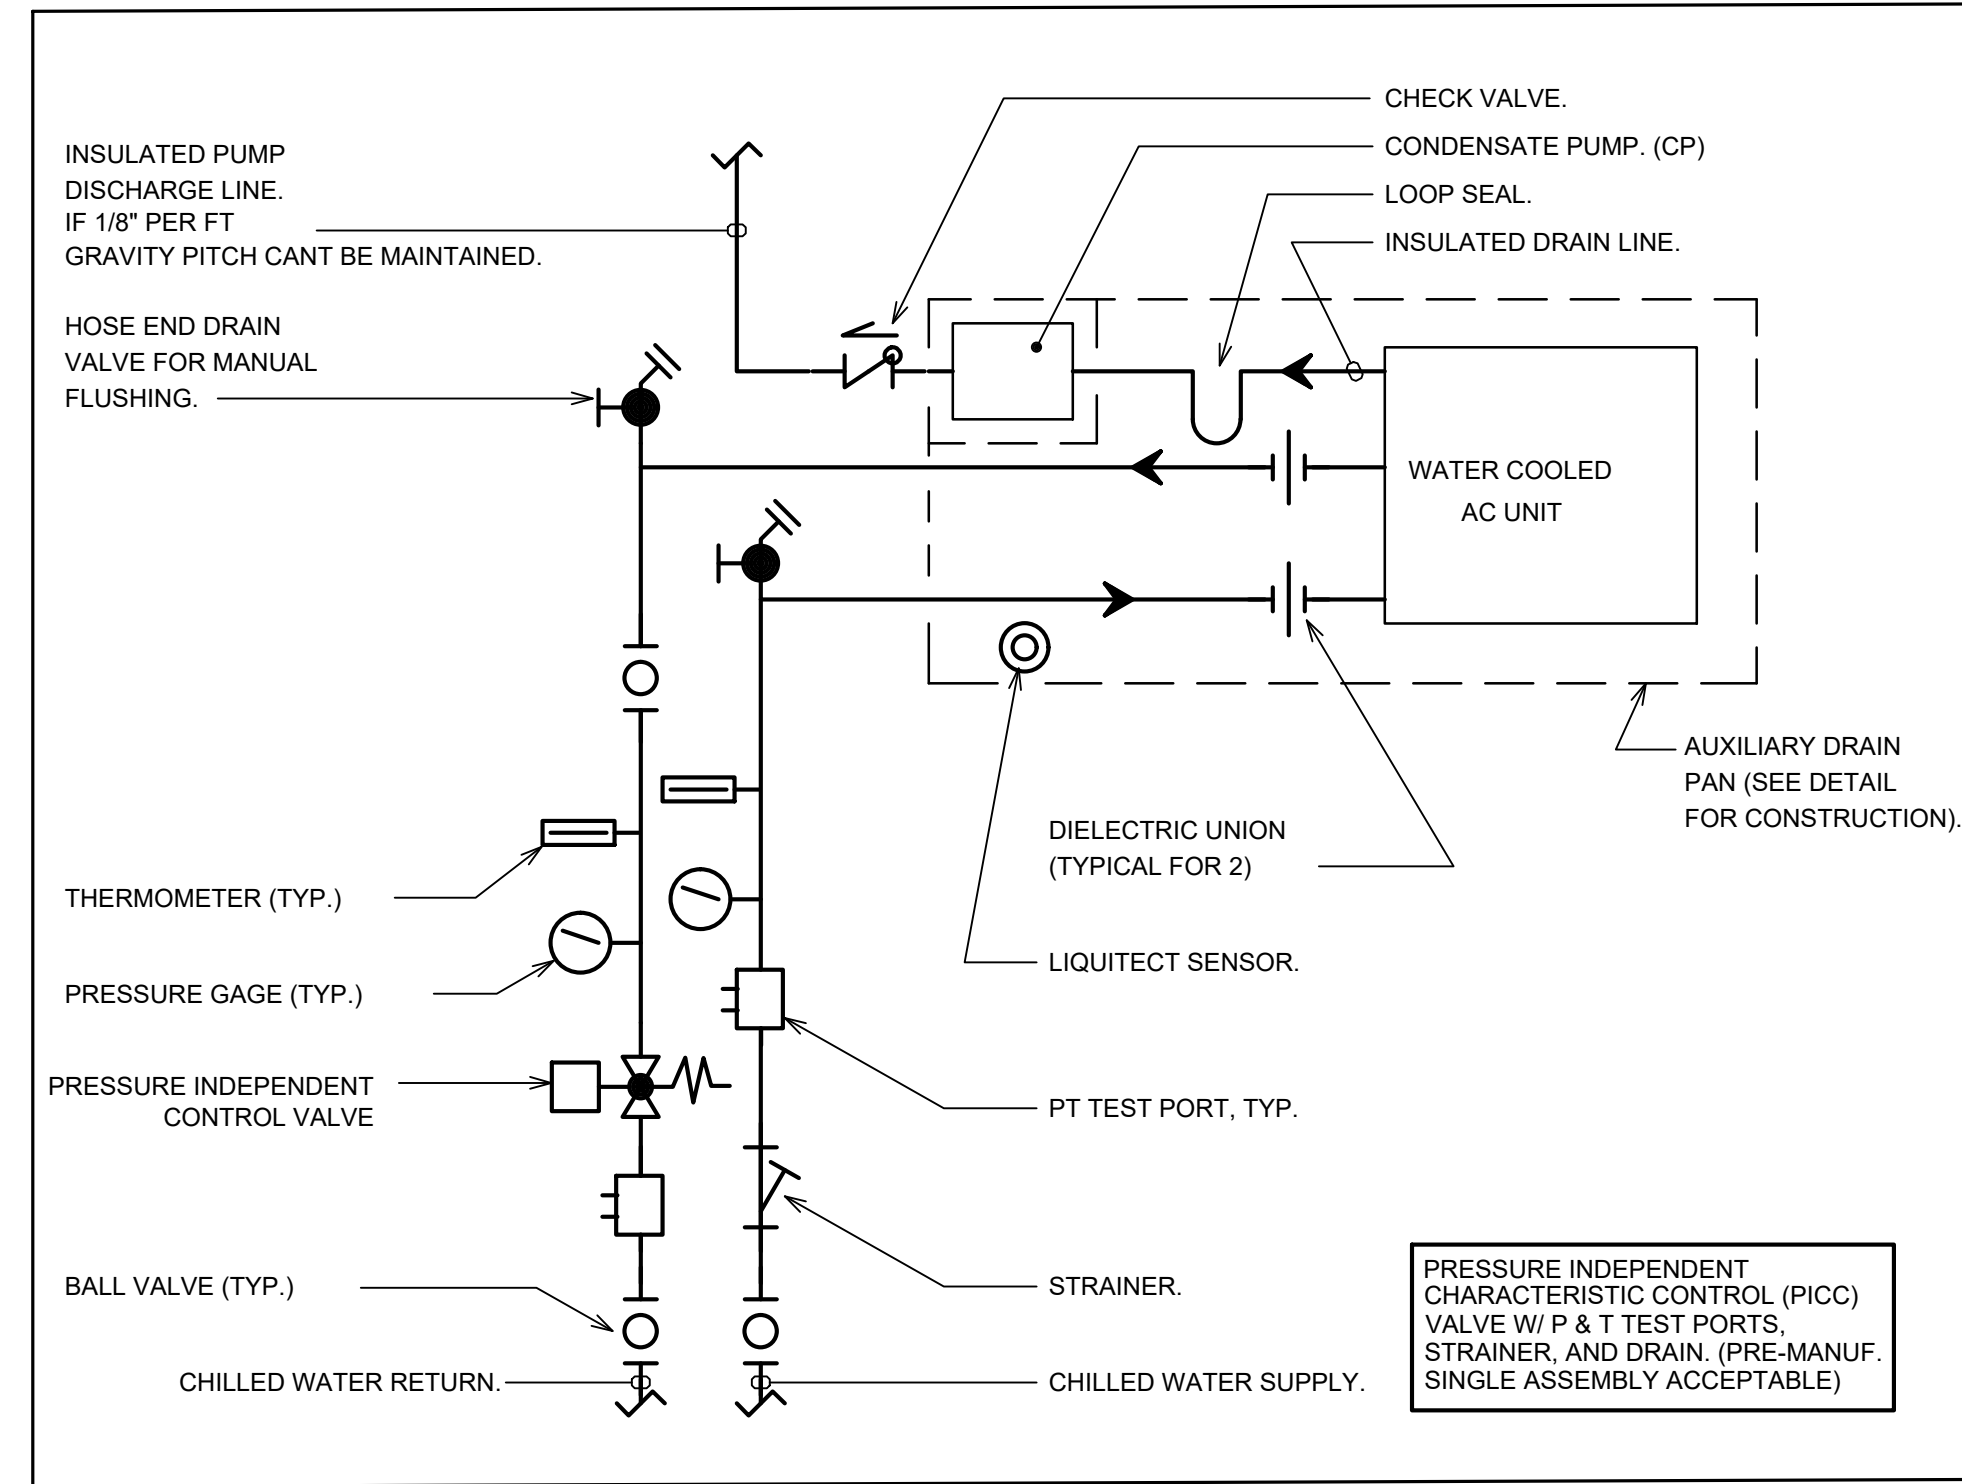 INSULATED PUMP
DISCHARGE LINE.
IF 1/8" PER FT
GRAVITY PITCH CANT BE MAINTAINED.
HOSE END DRAIN
VALVE FOR MANUAL
FLUSHING.
CHECK VALVE.
CONDENSATE PUMP. (CP)
LOOP SEAL.
INSULATED DRAIN LINE.
WATER COOLED
AC UNIT
AUXILIARY DRAIN
PAN (SEE DETAIL
FOR CONSTRUCTION).
DIELECTRIC UNION
(TYPICAL FOR 2)
LIQUITECT SENSOR.
THERMOMETER (TYP.)
PRESSURE GAGE (TYP.)
PRESSURE INDEPENDENT
CONTROL VALVE
PT TEST PORT, TYP.
BALL VALVE (TYP.)
STRAINER.
CHILLED WATER RETURN.
CHILLED WATER SUPPLY.
PRESSURE INDEPENDENT
CHARACTERISTIC CONTROL (PICC)
VALVE W/ P & T TEST PORTS,
STRAINER, AND DRAIN. (PRE-MANUF.
SINGLE ASSEMBLY ACCEPTABLE)